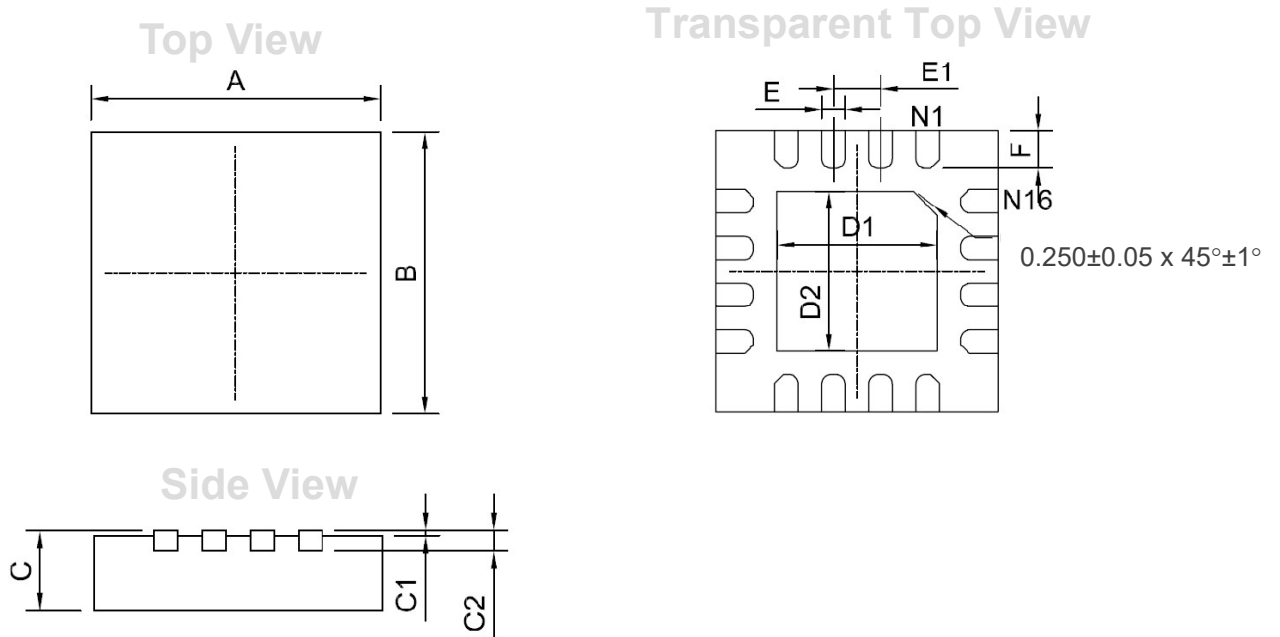 Top View
A
B
Transparent Top View
E1
E
N1
F
N16
D1
D2
0.250±0.05 x 45°±1°
Side View
C
C1
C2